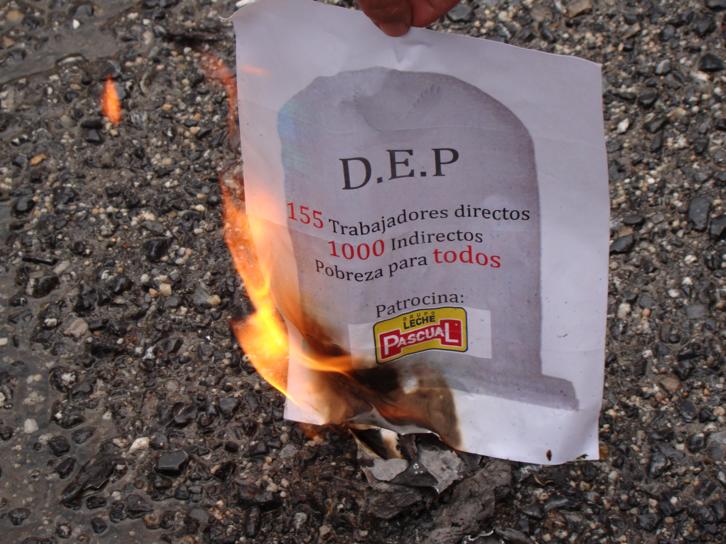 D.E.P
155 Trabajadores directos
1000 Indirectos
Pobreza para todos
Patrocina:
GRUPO
LECHE
PASCUAL